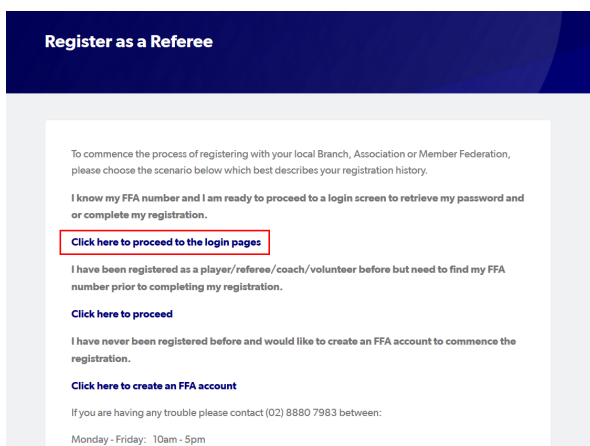 Register as a Referee
To commence the process of registering with your local Branch, Association or Member Federation,
please choose the scenario below which best describes your registration history.
I know my FFA number and I am ready to proceed to a login screen to retrieve my password and
or complete my registration.
Click here to proceed to the login pages
I have been registered as a player/referee/coach/volunteer before but need to find my FFA
number prior to completing my registration.
Click here to proceed
I have never been registered before and would like to create an FFA account to commence the
registration.
Click here to create an FFA account
If you are having any trouble please contact (02) 8880 7983 between:
Monday - Friday: 10am - 5pm